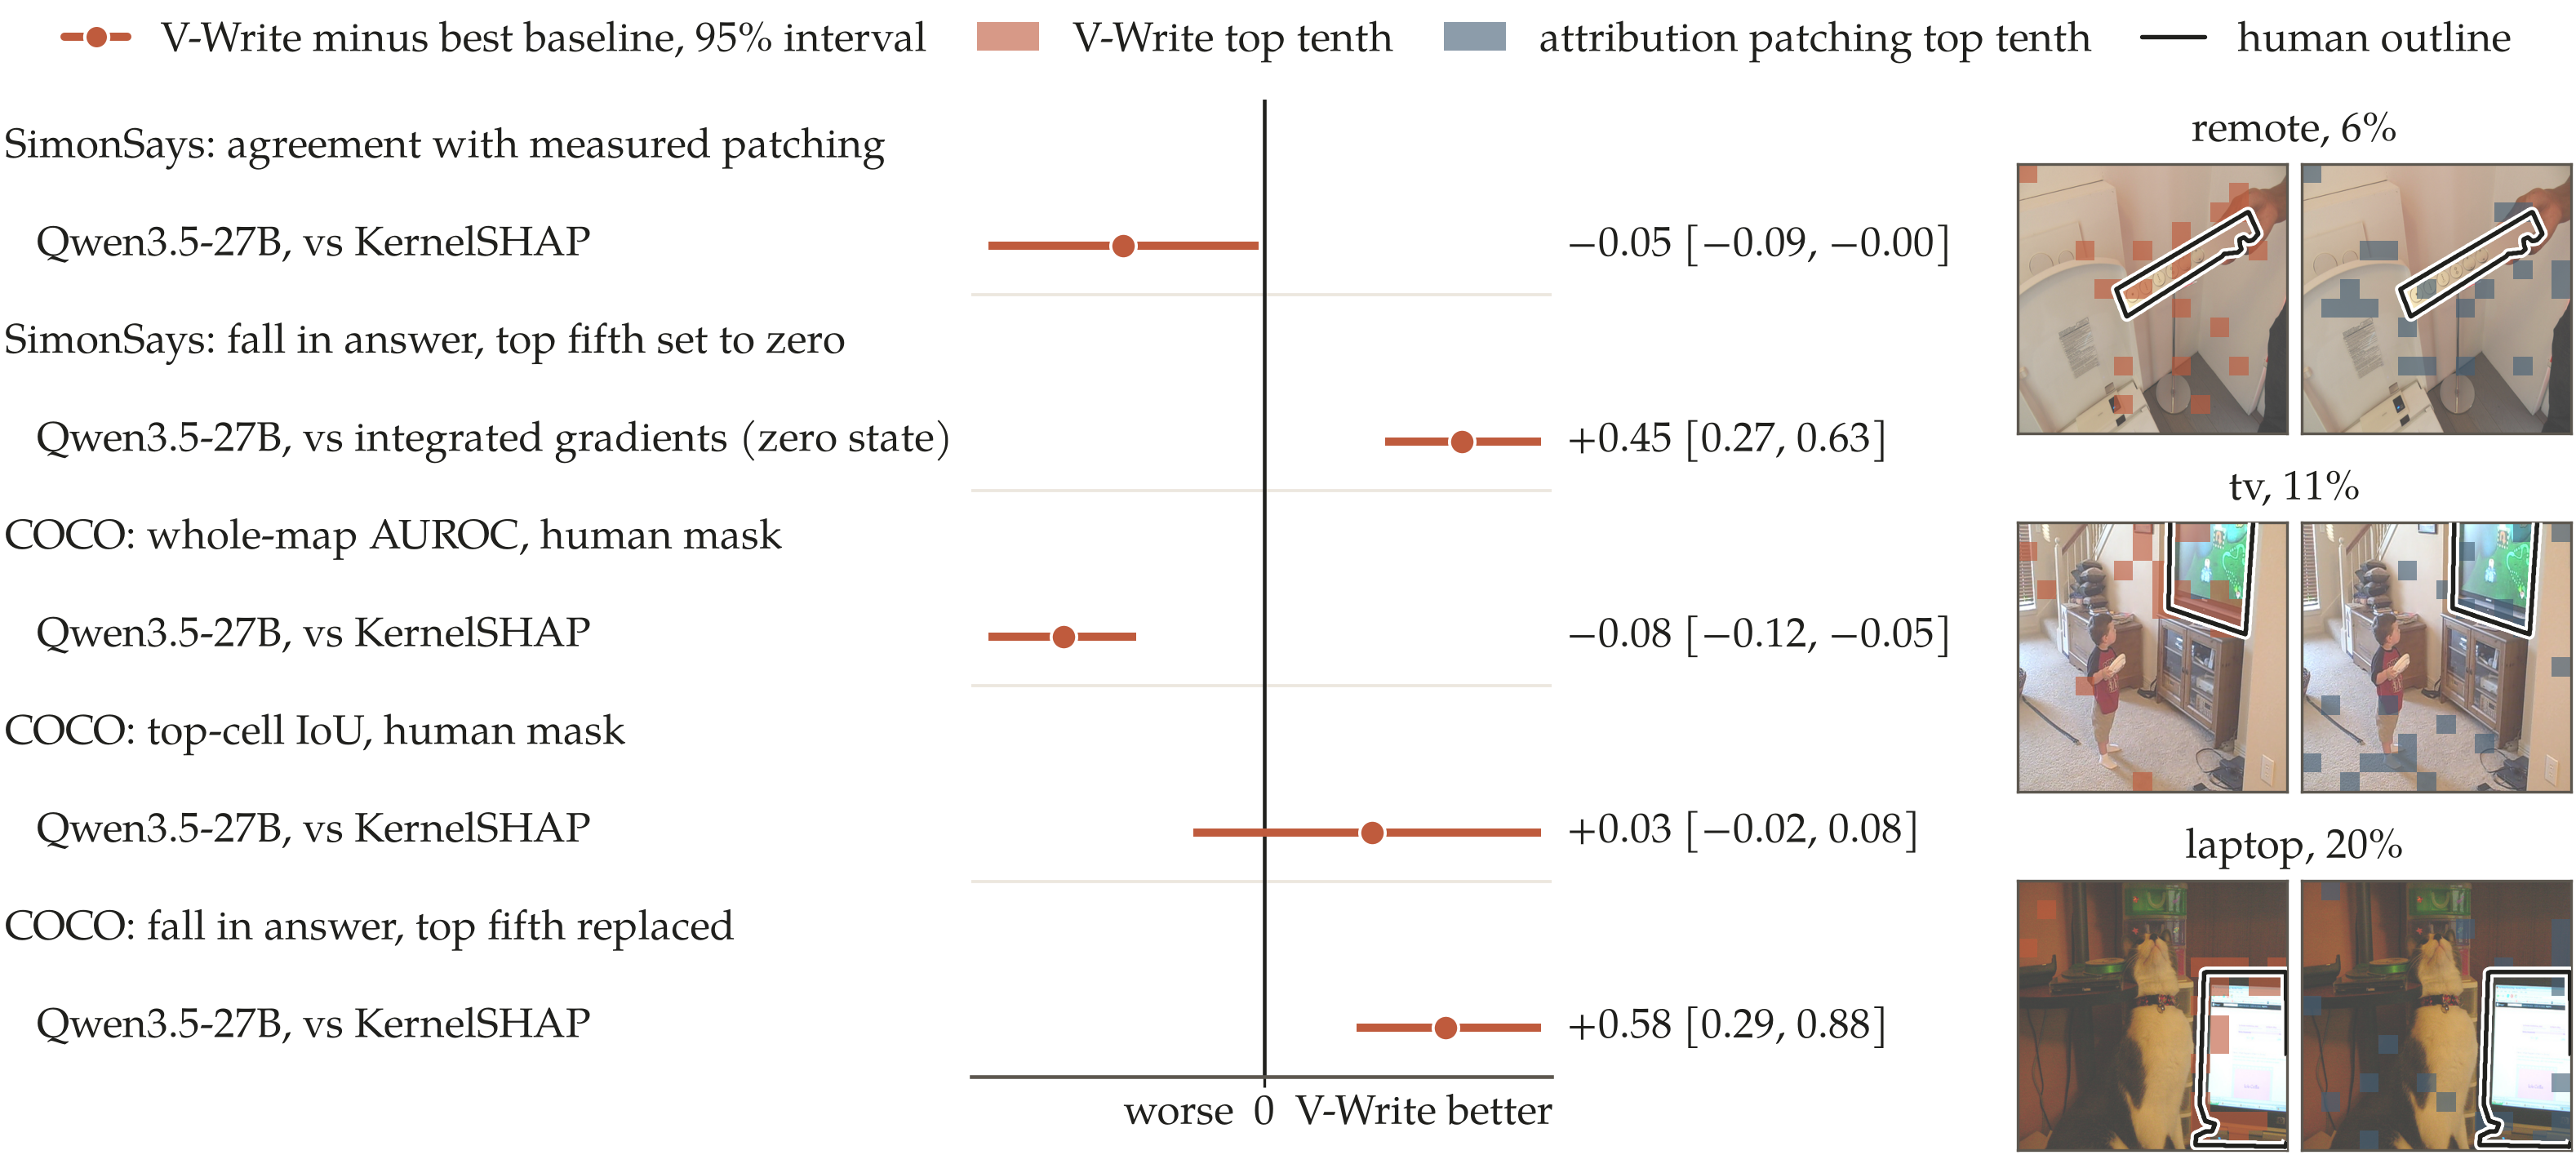 V-Write minus best baseline, 95% interval
V-Write top tenth
attribution patching top tenth
human outline
SimonSays: agreement with measured patching
Qwen3.5-27B, vs KernelSHAP
−0.05 [−0.09, −0.00]
SimonSays: fall in answer, top fifth set to zero
Qwen3.5-27B, vs integrated gradients (zero state)
+0.45 [0.27, 0.63]
COCO: whole-map AUROC, human mask
Qwen3.5-27B, vs KernelSHAP
−0.08 [−0.12, −0.05]
COCO: top-cell IoU, human mask
Qwen3.5-27B, vs KernelSHAP
+0.03 [−0.02, 0.08]
COCO: fall in answer, top fifth replaced
Qwen3.5-27B, vs KernelSHAP
+0.58 [0.29, 0.88]
worse 0 V-Write better
remote, 6%
tv, 11%
laptop, 20%